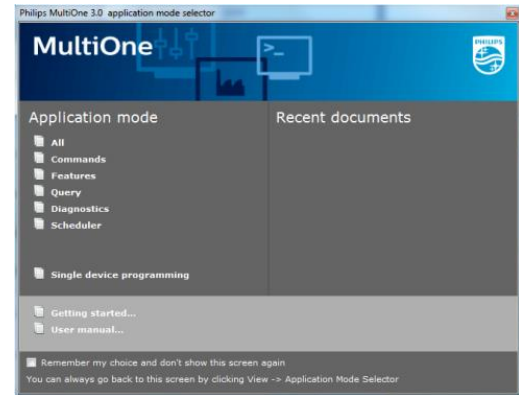 Philips MultiOne 3.0 application mode selector
MultiOne
>_
PHILIPS
Application mode
All
Commands
Features
Query
Diagnostics
Scheduler
Single device programming
Recent documents
Getting started...
User manual...
Remember my choice and don't show this screen again
You can always go back to this screen by clicking View -> Application Mode Selector